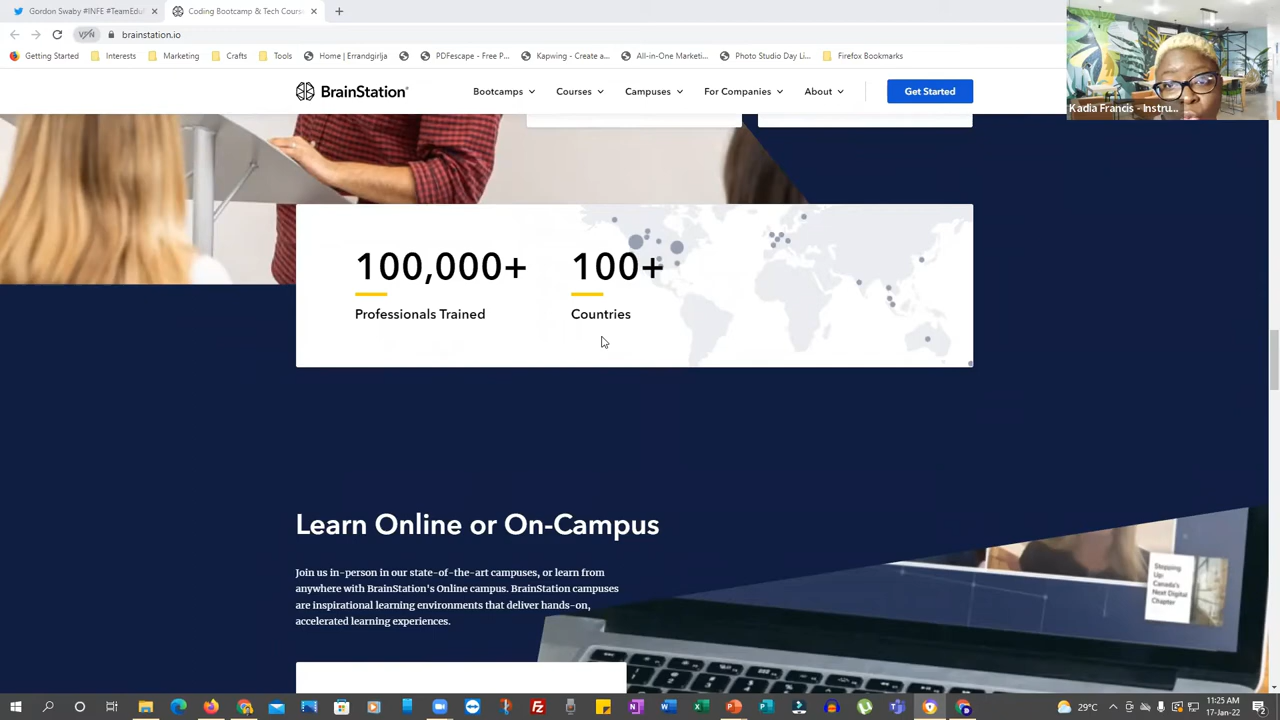 Gordon Swaby #INFE #TeamEduF
Coding Bootcamp & Tech Cours
VPN
brainstation.io
Getting Started
Interests
Marketing
Crafts
Tools
Home | Errandgirlja
PDFescape - Free P...
Kapwing - Create a...
All-in-One Marketi...
Photo Studio Day Li...
Firefox Bookmarks
Kadia Francis - Instru...
BrainStation
Bootcamps
Courses
Campuses
For Companies
About
Get Started
100,000+
Professionals Trained
100+
Countries
Learn Online or On-Campus
Join us in-person in our state-of-the-art campuses, or learn from
anywhere with BrainStation's Online campus. BrainStation campuses
are inspirational learning environments that deliver hands-on,
accelerated learning experiences.
Stepping
Up:
Canada's
Next Digital
Chapter
29°C
11:25 AM
17-Jan-22